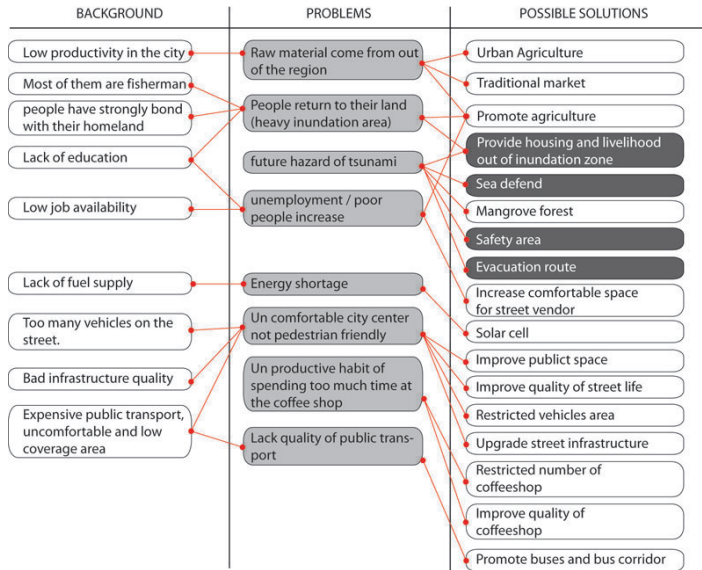 BACKGROUND
PROBLEMS
POSSIBLE SOLUTIONS
Low productivity in the city
Most of them are fisherman
people have strongly bond
with their homeland
Lack of education
Low job availability
Lack of fuel supply
Too many vehicles on the
street.
Bad infrastructure quality
Expensive public transport,
uncomfortable and low
coverage area
Raw material come from out
of the region
People return to their land
(heavy inundation area)
future hazard of tsunami
unemployment / poor
people increase
Energy shortage
Un comfortable city center
not pedestrian friendly
Un productive habit of
spending too much time at
the coffee shop
Lack quality of public trans-
port
Urban Agriculture
Traditional market
Promote agriculture
Provide housing and livelihood
out of inundation zone
Sea defend
Mangrove forest
Safety area
Evacuation route
Increase comfortable space
for street vendor
Solar cell
Improve publict space
Improve quality of street life
Restricted vehicles area
Upgrade street infrastructure
Restricted number of
coffeeshop
Improve quality of
coffeeshop
Promote buses and bus corridor